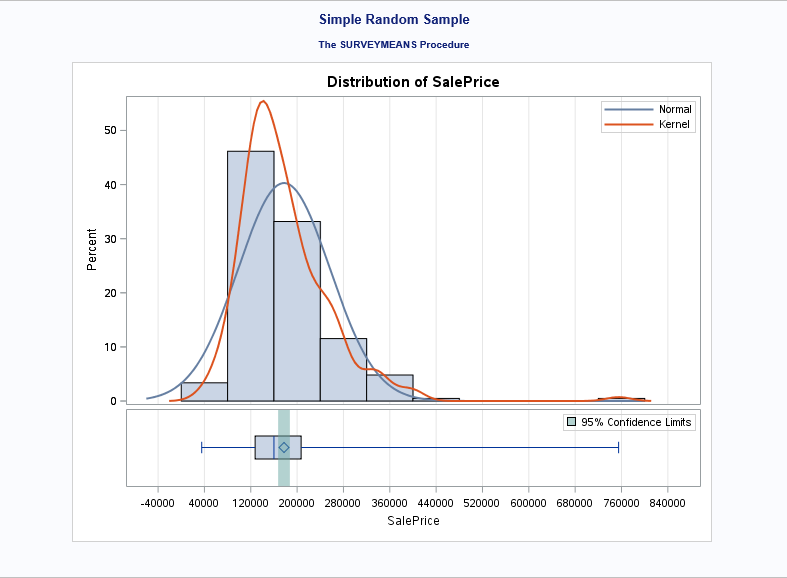 Simple Random Sample
The SURVEYMEANS Procedure
Distribution of SalePrice
Normal
Kernel
Percent
50
40
30
20
10
0
95% Confidence Limits
-40000 40000 120000 200000 280000 360000 440000 520000 600000 680000 760000 840000
SalePrice